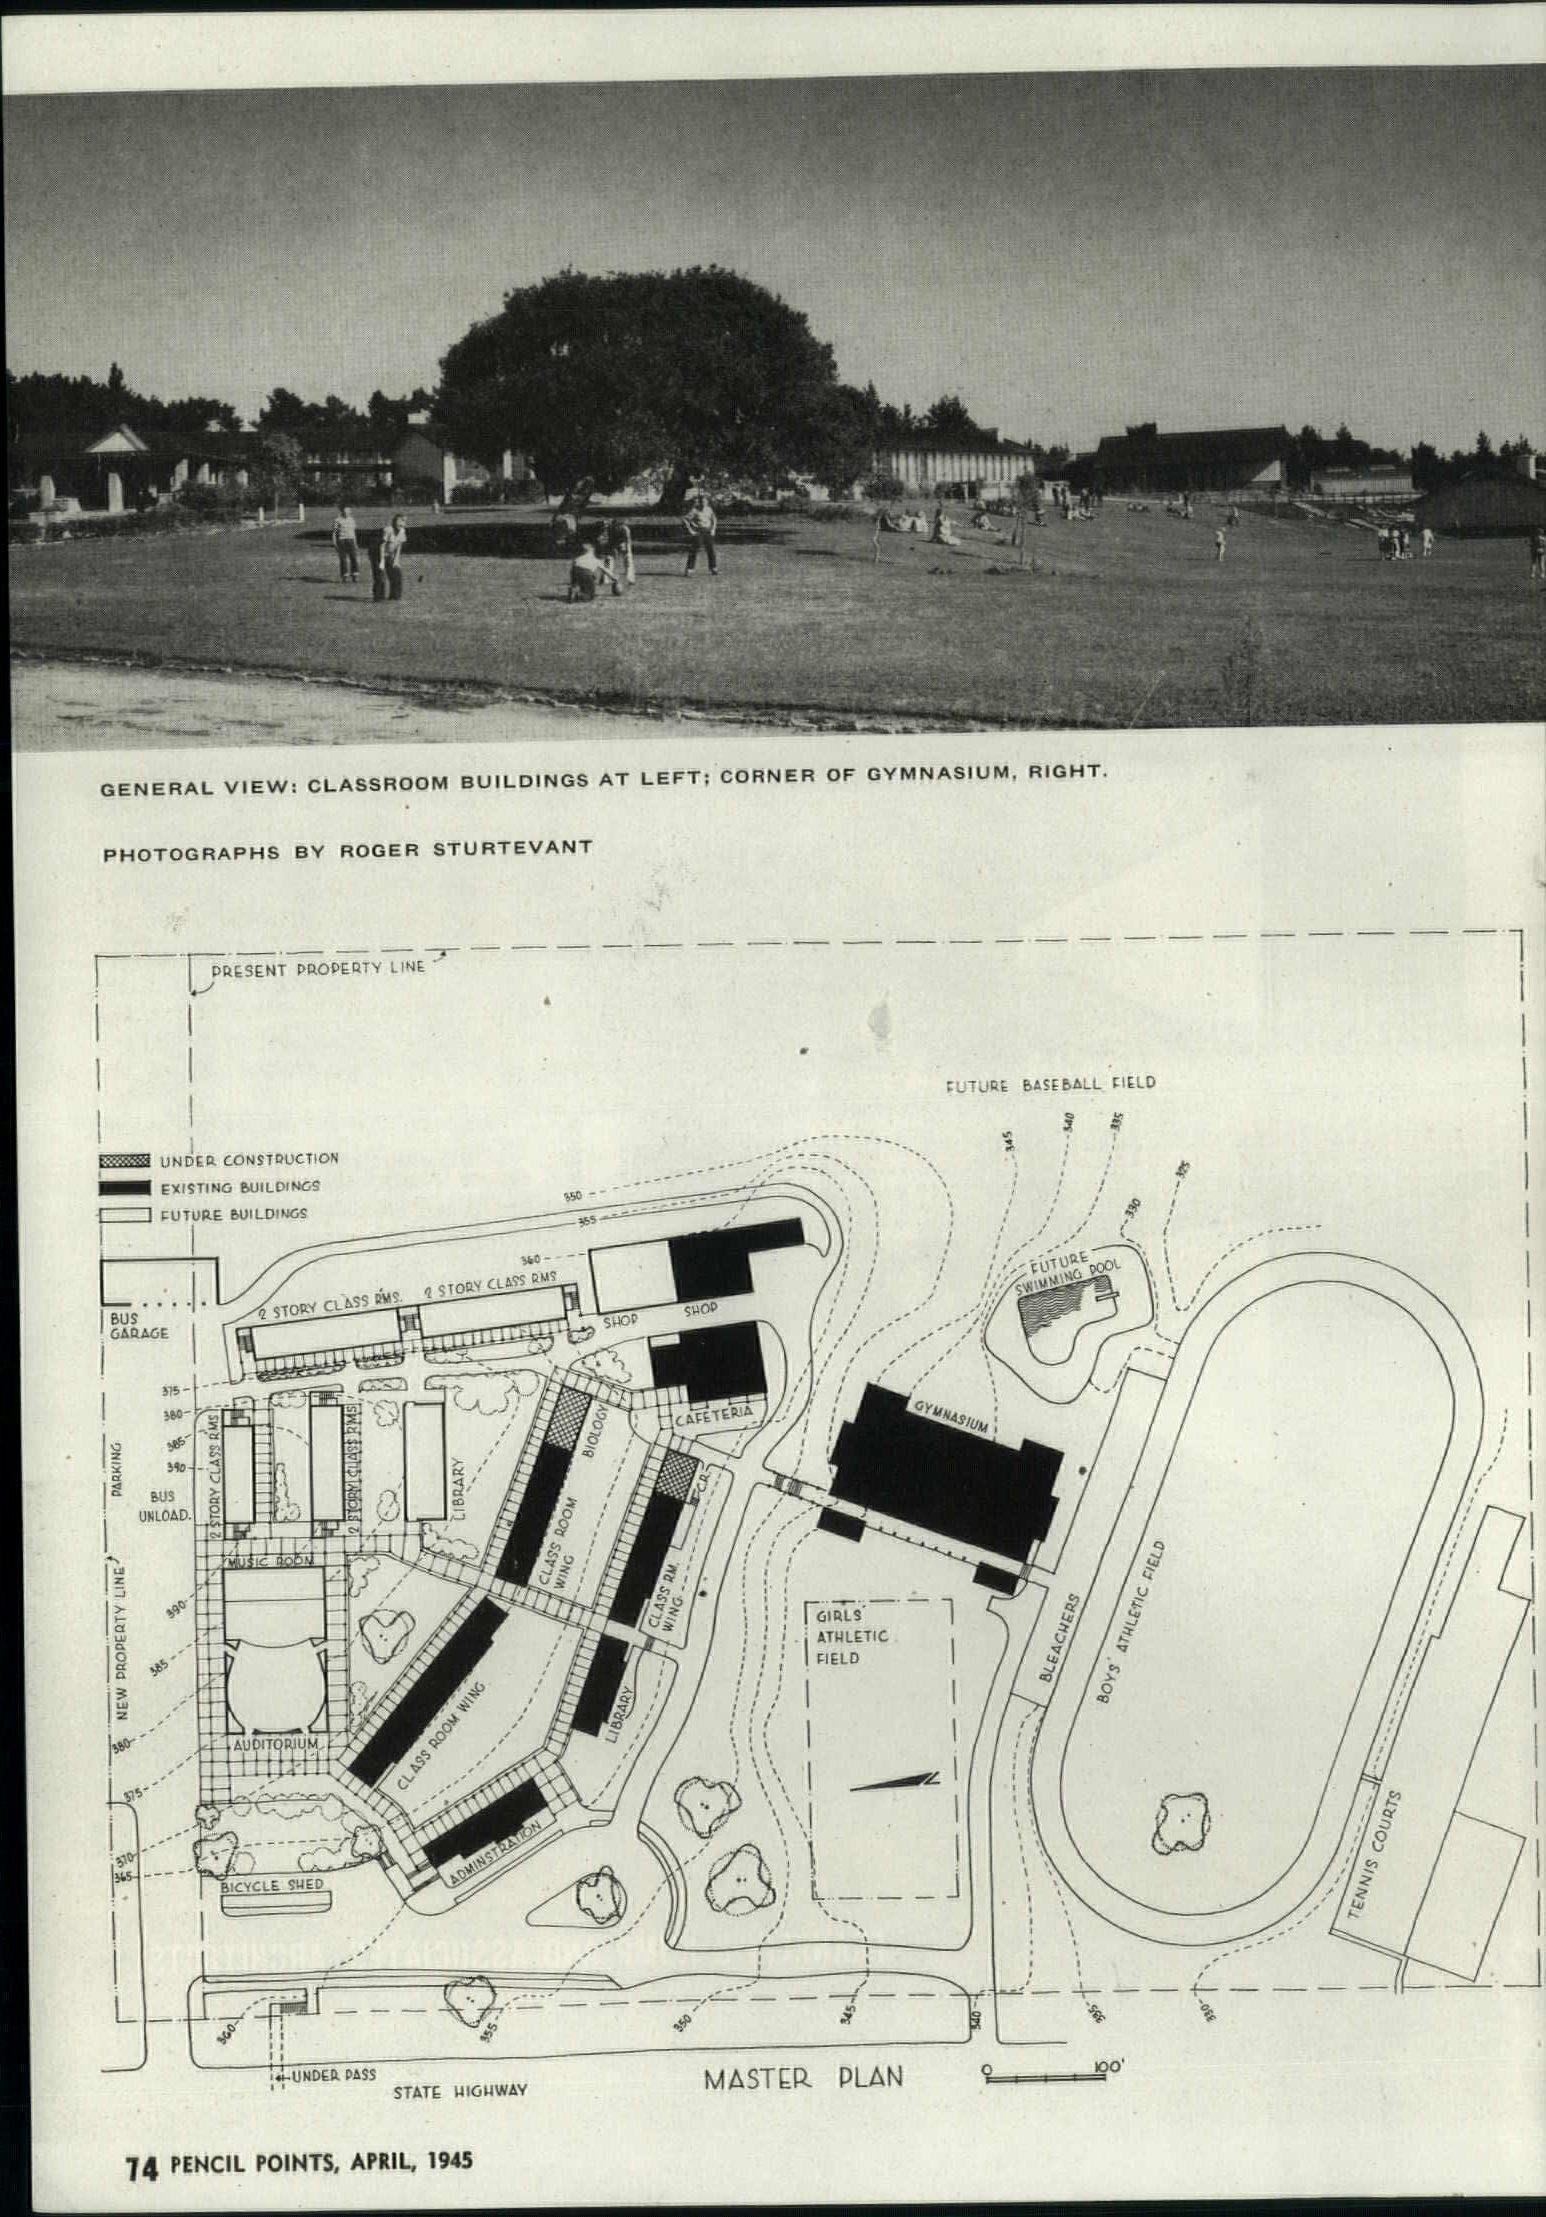 GENERAL VIEW: CLASSROOM BUILDINGS AT LEFT; CORNER OF GYMNASIUM, RIGHT.
PHOTOGRAPHS BY ROGER STURTEVANT
PRESENT PROPERTY LINE
FUTURE BASEBALL FIELD
345
340
335
325
330
UNDER CONSTRUCTION
EXISTING BUILDINGS
FUTURE BUILDINGS
350
355
360
FUTURE
SWIMMING POOL
2 STORY CLASS RMS.
2 STORY CLASS RMS
SHOP
SHOP
BUS
GARAGE
375
380
385
390
PARKING
BUS
UNLOAD.
2 STORY CLASS RMS
2 STORY CLASS RMS
LIBRARY
BIOLOGY
CAFETERIA
GYMNASIUM
C.R.
CLASS ROOM
WING
CLASS RM.
WING
MUSIC ROOM
NEW PROPERTY LINE
390
385
380
375
370
365
AUDITORIUM
CLASS ROOM WING
LIBRARY
ADMINSTRATION
BICYCLE SHED
GIRLS'
ATHLETIC
FIELD
BLEACHERS
BOYS' ATHLETIC FIELD
TENNIS COURTS
360
355
350
345
340
335
330
UNDER PASS
STATE HIGHWAY
MASTER PLAN
0 100'
74 PENCIL POINTS, APRIL, 1945